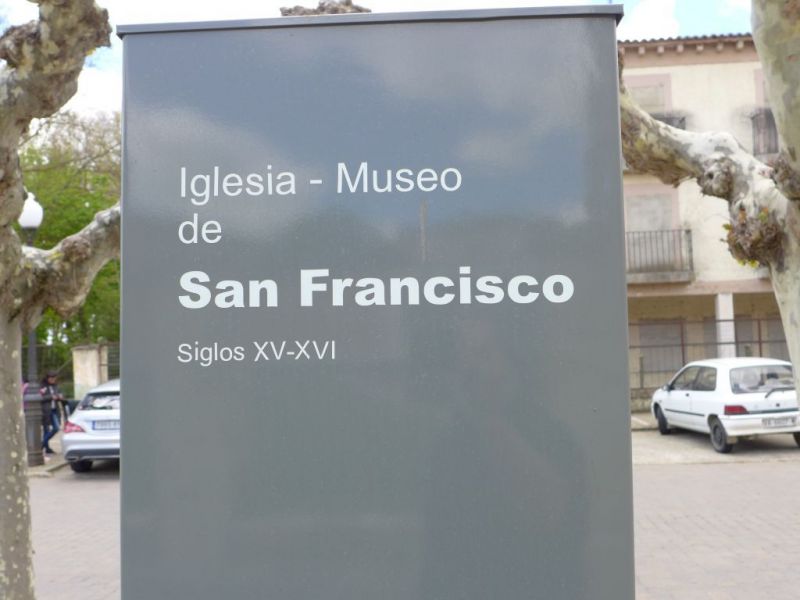 Iglesia - Museo
de
San Francisco
Siglos XV-XVI